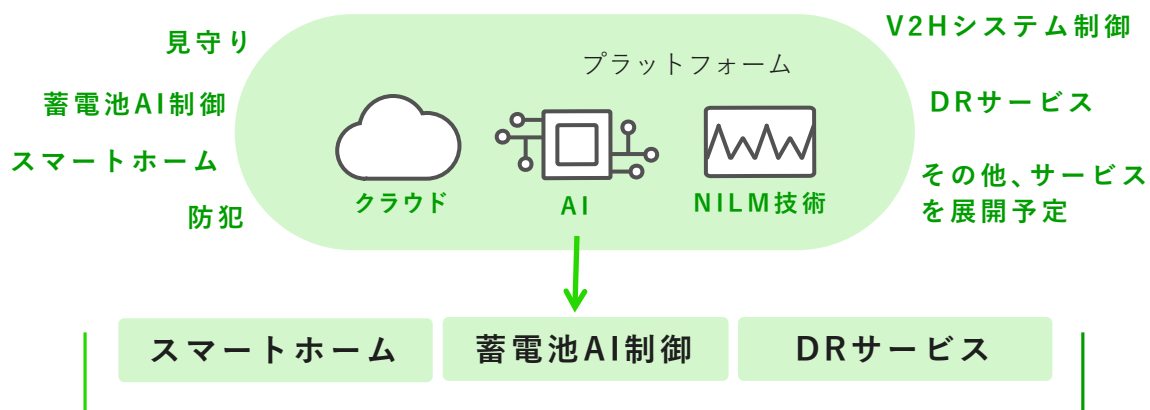 見守り
蓄電池AI制御
スマートホーム
防犯
プラットフォーム
クラウド
AI
NILM技術
V2Hシステム制御
DRサービス
その他、サービス
を展開予定
スマートホーム
蓄電池AI制御
DRサービス